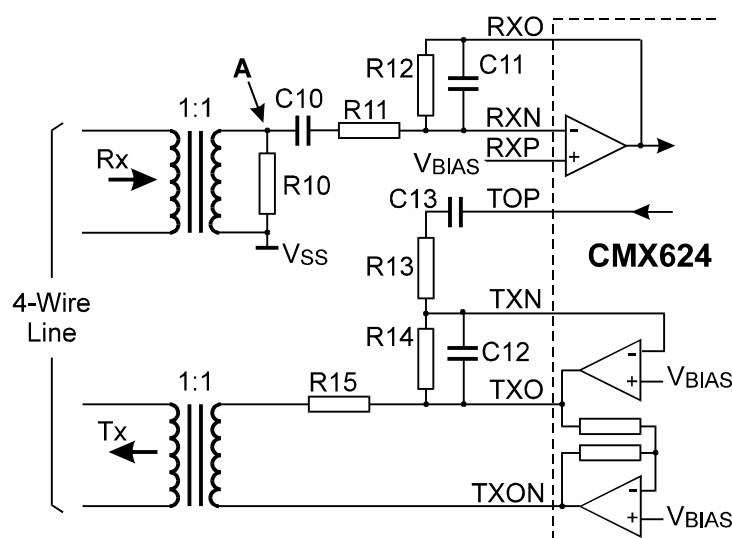 RXO
R12
C11
A
C10
R11
1:1
RXN
Rx
RXP
VBIAS
R10
C13
TOP
VSS
CMX624
R13
4-Wire
Line
TXN
R14
C12
VBIAS
1:1
R15
TXO
Tx
TXON
VBIAS